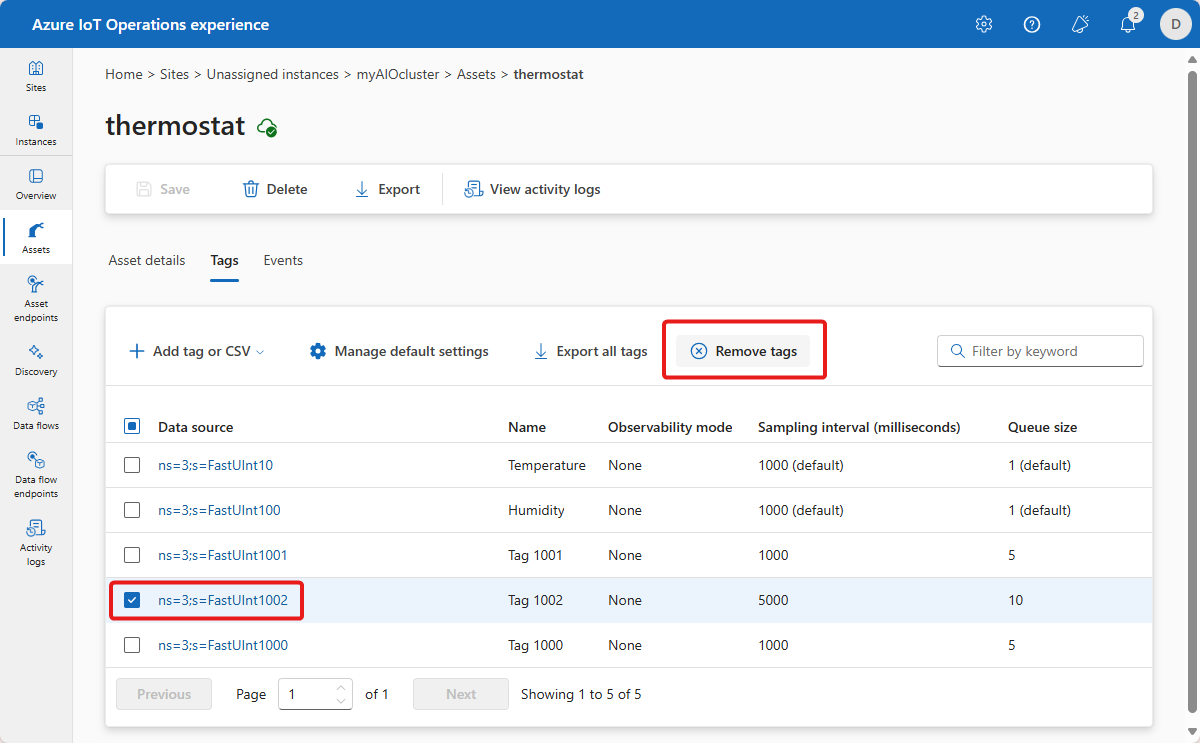 Azure IoT Operations experience
2
D
Sites
Instances
Overview
Assets
Asset
endpoints
Discovery
Data flows
Data flow
endpoints
Activity
logs
Home > Sites > Unassigned instances > myAIOcluster > Assets > thermostat
thermostat
Save Delete Export View activity logs
Asset details Tags Events
Add tag or CSV Manage default settings Export all tags Remove tags Filter by keyword
Data source Name Observability mode Sampling interval (milliseconds) Queue size
ns=3;s=FastUInt10 Temperature None 1000 (default) 1 (default)
ns=3;s=FastUInt100 Humidity None 1000 (default) 1 (default)
ns=3;s=FastUInt1001 Tag 1001 None 1000 5
ns=3;s=FastUInt1002 Tag 1002 None 5000 10
ns=3;s=FastUInt1000 Tag 1000 None 1000 5
Previous Page 1 of 1 Next Showing 1 to 5 of 5